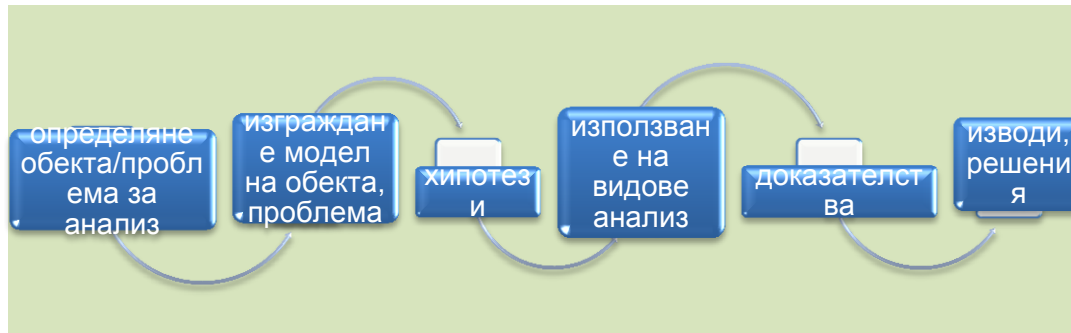 определяне
обекта/пробл
ема за
анализ
изграждан
е модел
на обекта,
проблема
хипотез
и
използван
е на
видове
анализ
доказателст
ва
изводи,
решени
я